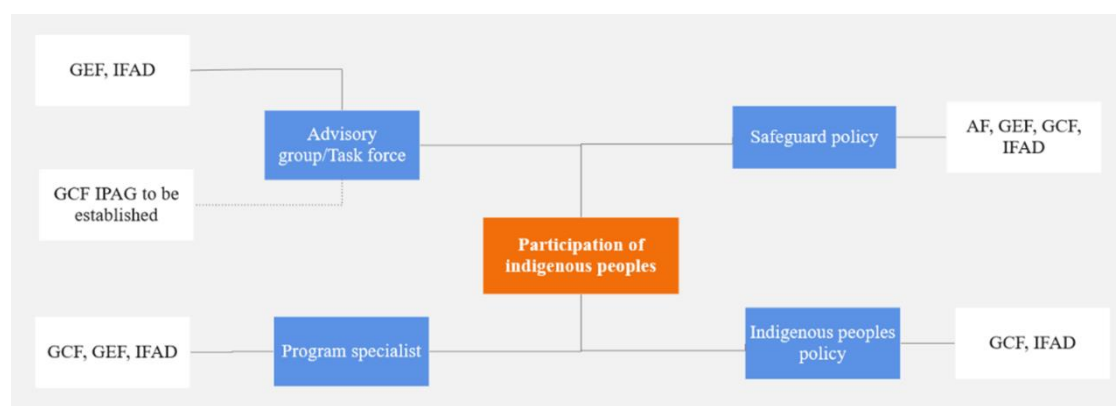 GEF, IFAD
Advisory
group/Task force
GCF IPAG to be
established
Safeguard policy
AF, GEF, GCF,
IFAD
Participation of
indigenous peoples
GCF, GEF, IFAD
Program specialist
Indigenous peoples
policy
GCF, IFAD